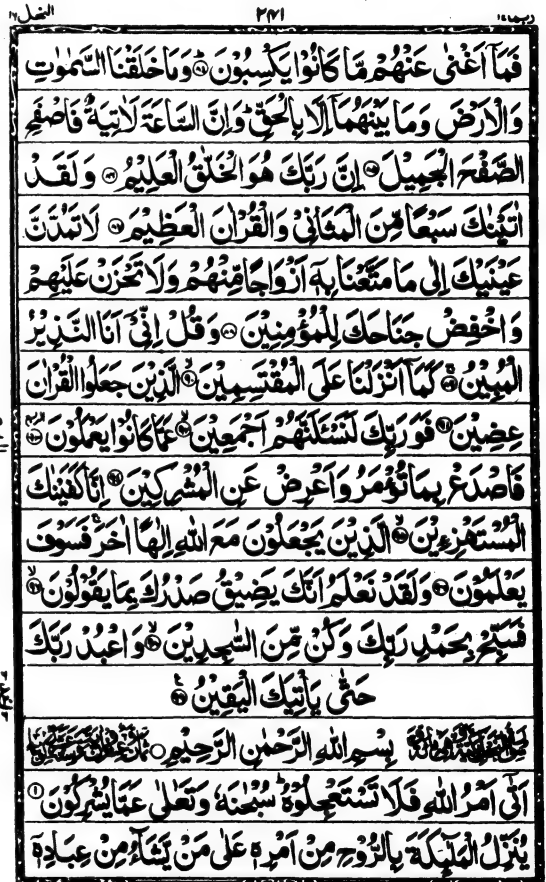 ربما ١٤ ٢٤١ النحل ١٦
فَمَآ اَغْنٰى عَنْهُمْ مَّا كَانُوْا يَكْسِبُوْنَ ۞ۭ وَمَا خَلَقْنَا السَّمٰوٰتِ
وَالْاَرْضَ وَمَا بَيْنَهُمَآ اِلَّا بِالْحَقِّ ۭ وَاِنَّ السَّاعَةَ لَاٰتِيَةٌ فَاصْفَحِ
الصَّفْحَ الْجَمِيْلَ ۞ اِنَّ رَبَّكَ هُوَ الْخَلّٰقُ الْعَلِيْمُ ۞ وَلَقَدْ
اٰتَيْنٰكَ سَبْعًا مِّنَ الْمَثَانِيْ وَالْقُرْاٰنَ الْعَظِيْمَ ۞ لَا تَمُدَّنَّ
عَيْنَيْكَ اِلٰى مَا مَتَّعْنَا بِهٖٓ اَزْوَاجًا مِّنْهُمْ وَلَا تَحْزَنْ عَلَيْهِمْ
وَاخْفِضْ جَنَاحَكَ لِلْمُؤْمِنِيْنَ ۞ وَقُلْ اِنِّىْٓ اَنَا النَّذِيْرُ
الْمُبِيْنُ ۞ كَمَآ اَنْزَلْنَا عَلَى الْمُقْتَسِمِيْنَ ۞ الَّذِيْنَ جَعَلُوا الْقُرْاٰنَ
عِضِيْنَ ۞ فَوَرَبِّكَ لَنَسْـَٔلَنَّهُمْ اَجْمَعِيْنَ ۞ عَمَّا كَانُوْا يَعْمَلُوْنَ ۞
فَاصْدَعْ بِمَا تُؤْمَرُ وَاَعْرِضْ عَنِ الْمُشْرِكِيْنَ ۞ اِنَّا كَفَيْنٰكَ
الْمُسْتَهْزِءِيْنَ ۞ الَّذِيْنَ يَجْعَلُوْنَ مَعَ اللّٰهِ اِلٰهًا اٰخَرَ ۚ فَسَوْفَ
يَعْلَمُوْنَ ۞ وَلَقَدْ نَعْلَمُ اَنَّكَ يَضِيْقُ صَدْرُكَ بِمَا يَقُوْلُوْنَ ۞
فَسَبِّحْ بِحَمْدِ رَبِّكَ وَكُنْ مِّنَ السّٰجِدِيْنَ ۞ وَاعْبُدْ رَبَّكَ
حَتّٰى يَاْتِيَكَ الْيَقِيْنُ ۞
بِسْمِ اللّٰهِ الرَّحْمٰنِ الرَّحِيْمِ
اَتٰٓى اَمْرُ اللّٰهِ فَلَا تَسْتَعْجِلُوْهُ ۭ سُبْحٰنَهٗ وَتَعٰلٰى عَمَّا يُشْرِكُوْنَ ۝۱
يُنَزِّلُ الْمَلٰٓئِكَةَ بِالرُّوْحِ مِنْ اَمْرِهٖ عَلٰى مَنْ يَّشَآءُ مِنْ عِبَادِهٖٓ